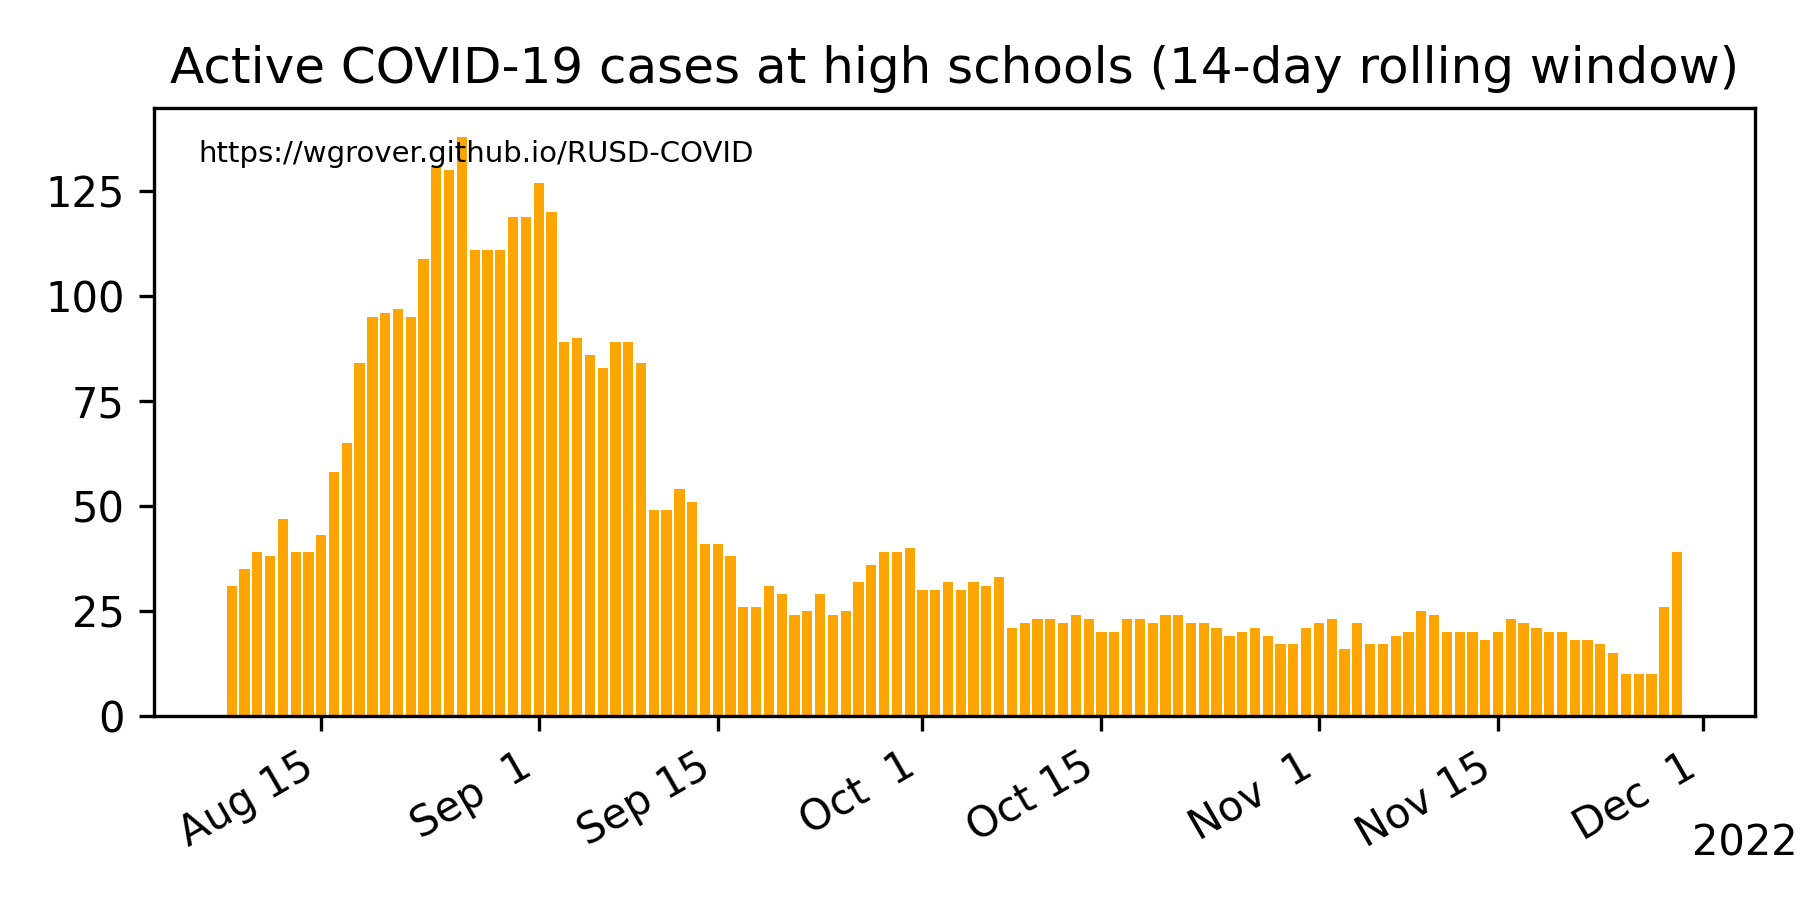 Active COVID-19 cases at high schools (14-day rolling window)
https://wgrover.github.io/RUSD-COVID
125
100
75
50
25
0
Aug 15
Sep 1
Sep 15
Oct 1
Oct 15
Nov 1
Nov 15
Dec 1
2022